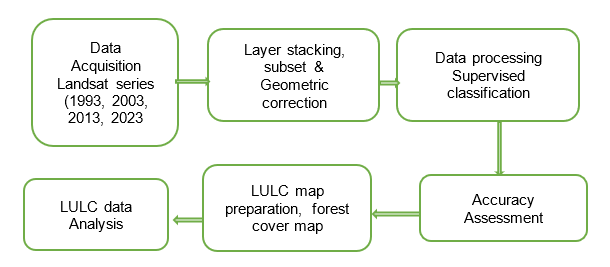 Data
Acquisition
Landsat series
(1993, 2003,
2013, 2023
Layer stacking,
subset &
Geometric
correction
Data processing
Supervised
classification
Accuracy
Assessment
LULC map
preparation, forest
cover map
LULC data
Analysis